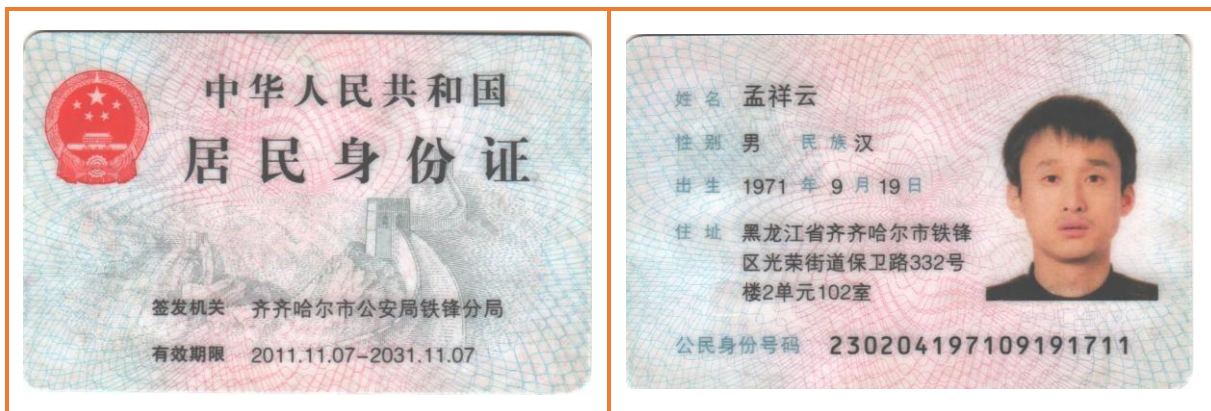 中华人民共和国
居民身份证
签发机关 齐齐哈尔市公安局铁锋分局
有效期限 2011.11.07-2031.11.07
姓名 孟祥云
性别 男 民族 汉
出生 1971 年 9 月 19 日
住址 黑龙江省齐齐哈尔市铁锋
区光荣街道保卫路332号
楼2单元102室
公民身份号码 230204197109191711